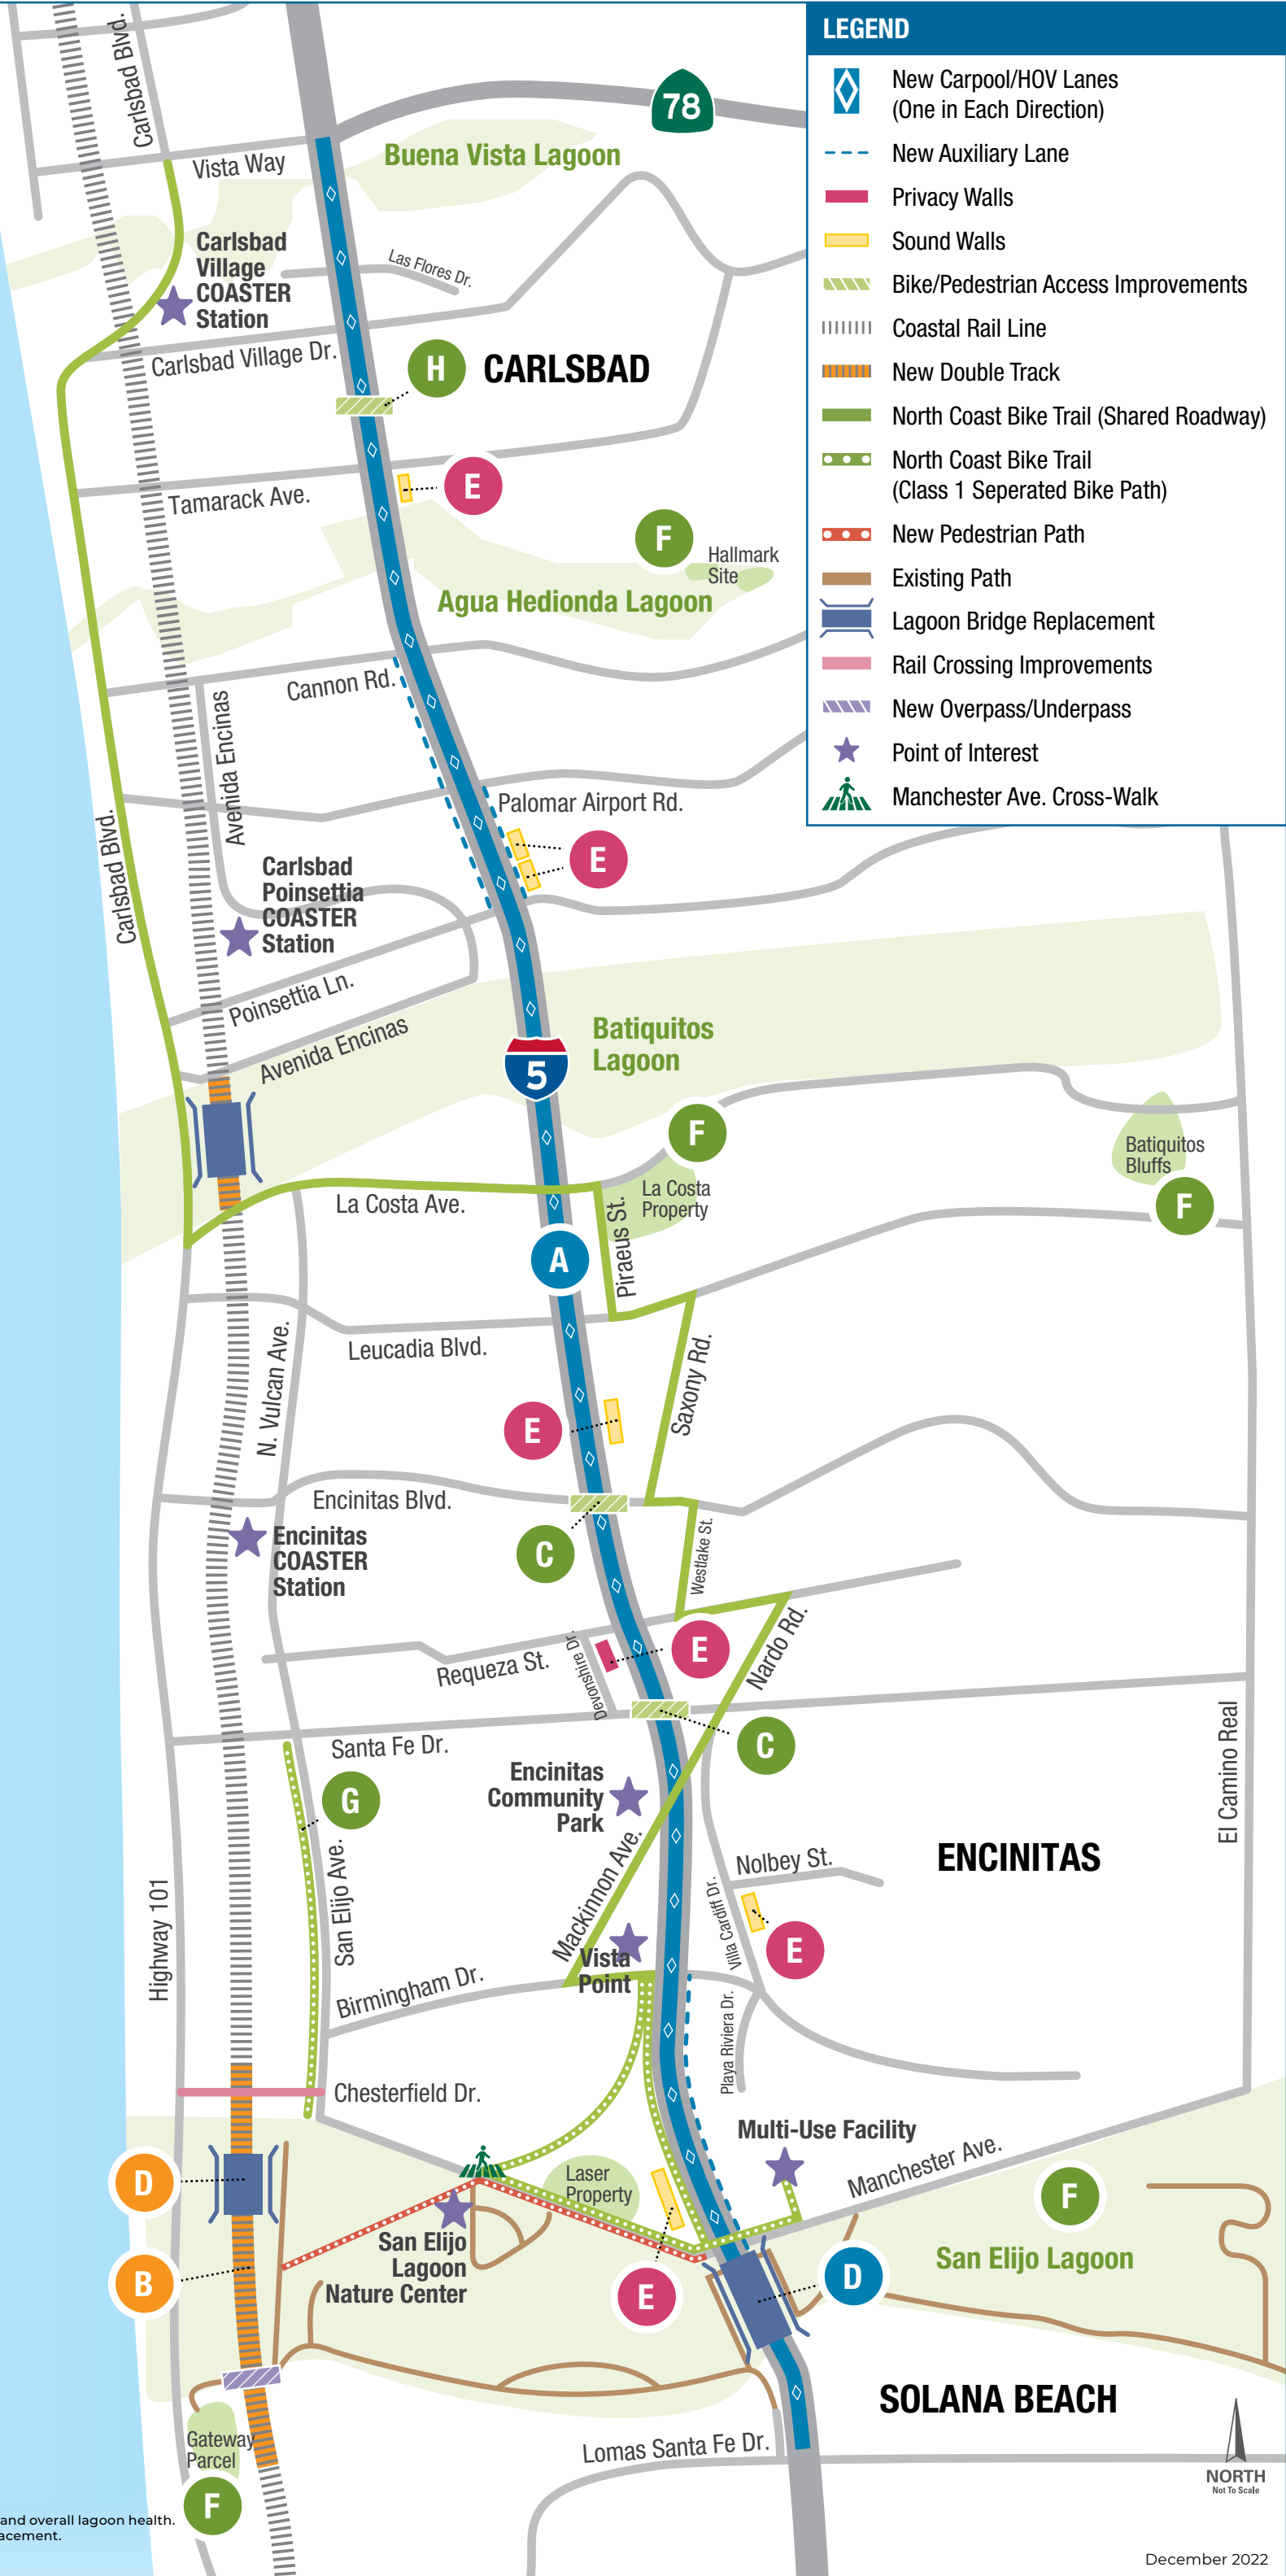 LEGEND
New Carpool/HOV Lanes
(One in Each Direction)
New Auxiliary Lane
Privacy Walls
Sound Walls
Bike/Pedestrian Access Improvements
Coastal Rail Line
New Double Track
North Coast Bike Trail (Shared Roadway)
North Coast Bike Trail
(Class 1 Seperated Bike Path)
New Pedestrian Path
Existing Path
Lagoon Bridge Replacement
Rail Crossing Improvements
New Overpass/Underpass
Point of Interest
Manchester Ave. Cross-Walk
Carlsbad Blvd.
78
Vista Way
Buena Vista Lagoon
Carlsbad
Village
COASTER
Station
Las Flores Dr.
Carlsbad Village Dr.
H
CARLSBAD
Tamarack Ave.
E
F
Hallmark
Site
Agua Hedionda Lagoon
Cannon Rd.
Avenida Encinas
Palomar Airport Rd.
Carlsbad Blvd.
E
Carlsbad
Poinsettia
COASTER
Station
Poinsettia Ln.
Avenida Encinas
Batiquitos
Lagoon
5
F
Batiquitos
Bluffs
F
La Costa Ave.
La Costa
Property
Piraeus St.
A
Leucadia Blvd.
N. Vulcan Ave.
Saxony Rd.
E
Encinitas Blvd.
Encinitas
COASTER
Station
C
Westlake St.
Requeza St.
Devonshire Dr.
E
Nardo Rd.
Santa Fe Dr.
C
El Camino Real
G
Encinitas
Community
Park
ENCINITAS
San Elijo Ave.
Mackinnon Ave.
Nolbey St.
Villa Cardiff Dr.
E
Highway 101
Vista
Point
Birmingham Dr.
Playa Riviera Dr.
Chesterfield Dr.
Multi-Use Facility
Manchester Ave.
D
Laser
Property
F
San Elijo
Lagoon
Nature Center
San Elijo Lagoon
B
E
D
SOLANA BEACH
Gateway
Parcel
Lomas Santa Fe Dr.
F
NORTH
Not To Scale
and overall lagoon health.
acement.
December 2022